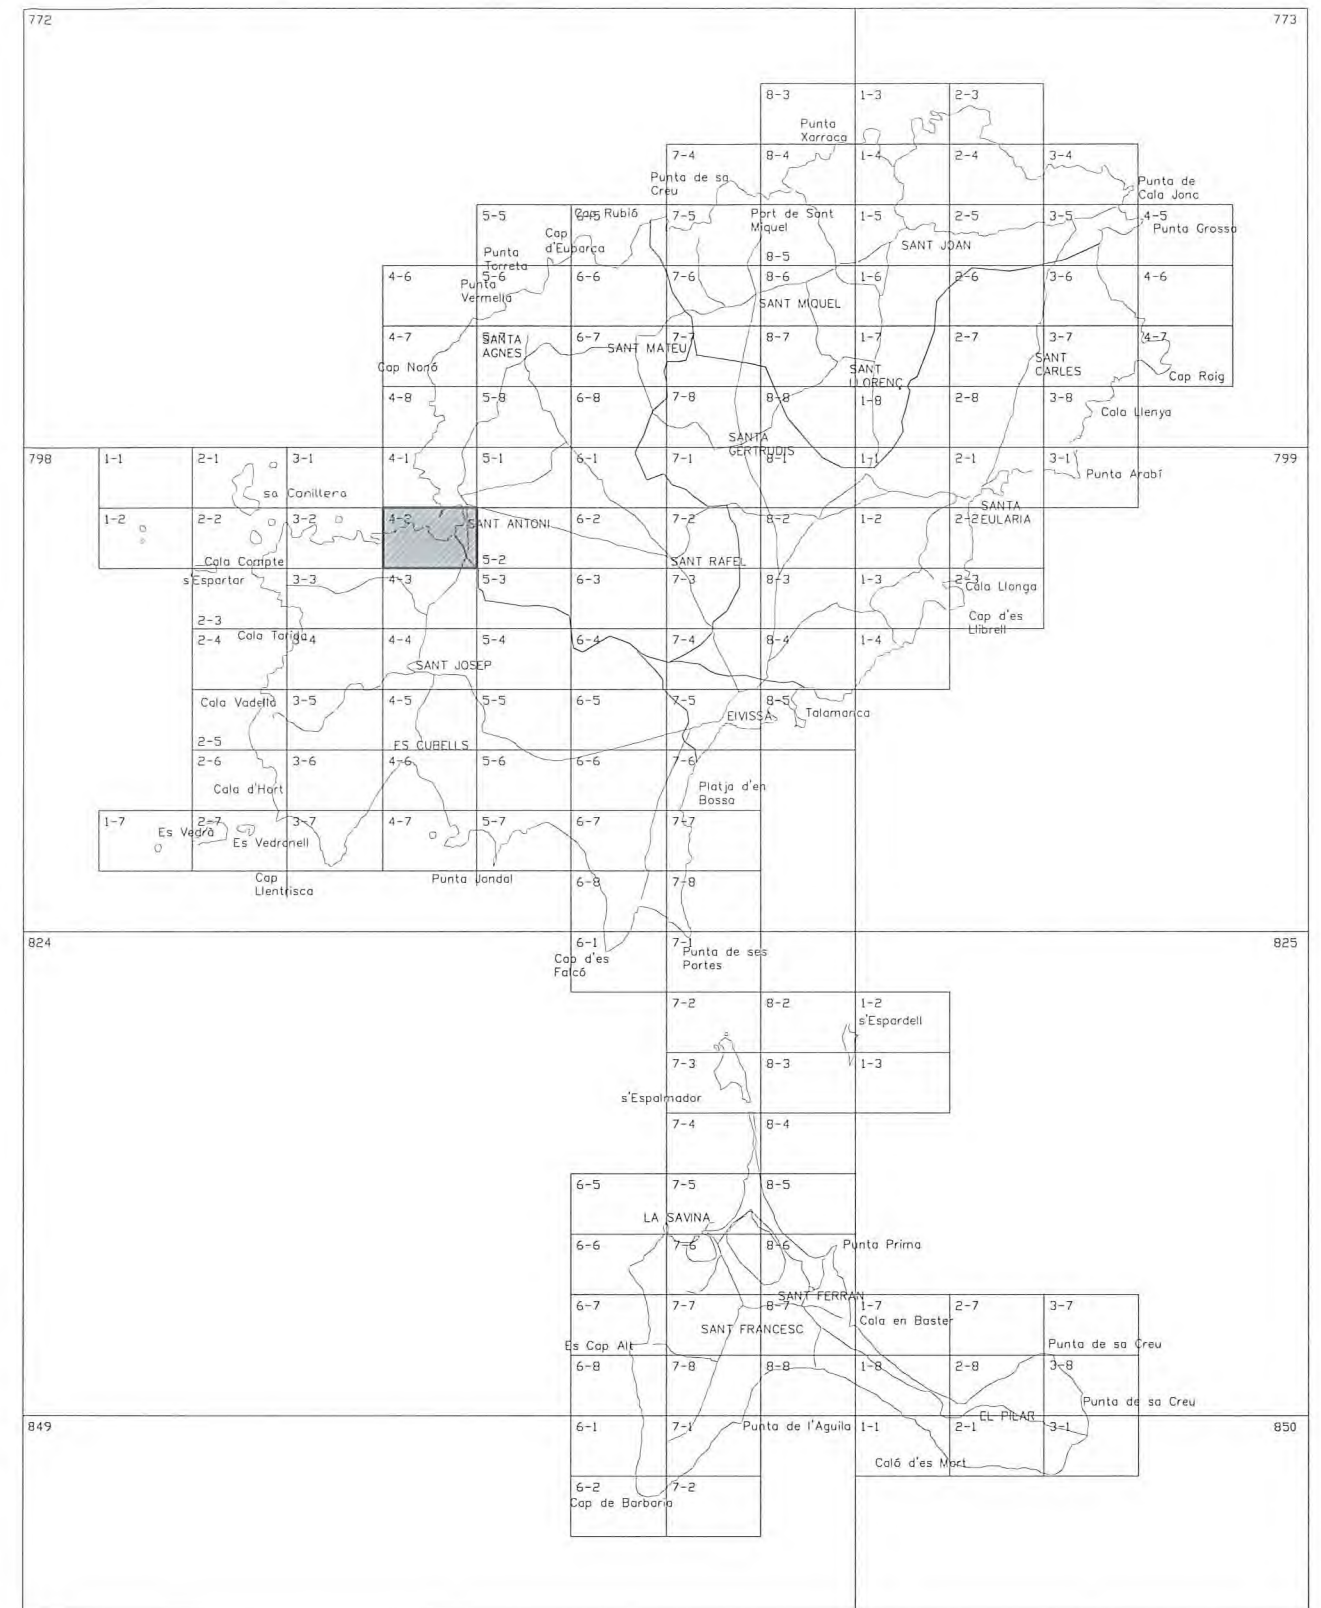 772
773
8-3
1-3
2-3
Punta
Xarraca
7-4
8-4
1-4
2-4
3-4
Punta de sa
Creu
Punta de
Cala Jonc
5-5
6-5
Cap Rubió
7-5
Port de Sant
Miquel
8-5
1-5
2-5
3-5
4-5
Punta Grossa
Cap
d'Eubarca
SANT JOAN
Punta
Torreta
4-6
5-6
6-6
7-6
8-6
1-6
2-6
3-6
4-6
Punta
Vermella
SANT MIQUEL
4-7
5-7
SANTA
AGNES
6-7
SANT MATEU
7-7
8-7
1-7
2-7
3-7
4-7
SANT
CARLES
Cap Nonó
SANT
LLORENÇ
Cap Roig
4-8
5-8
6-8
7-8
8-8
1-8
2-8
3-8
Cala Llenya
SANTA
GERTRUDIS
798
799
1-1
2-1
3-1
4-1
5-1
6-1
7-1
8-1
1-1
2-1
3-1
Punta Arabí
sa Conillera
SANTA
EULARIA
1-2
2-2
3-2
4-2
SANT ANTONI
5-2
6-2
7-2
8-2
1-2
2-2
Cala Compte
s'Espartar
SANT RAFEL
2-3
3-3
4-3
5-3
6-3
7-3
8-3
1-3
2-3
Cala Llonga
Cap d'es
Llibrell
Cala Tarida
2-4
3-4
4-4
5-4
6-4
7-4
8-4
1-4
SANT JOSEP
Cala Vadella
2-5
3-5
4-5
5-5
6-5
7-5
8-5
EIVISSA
Talamanca
ES CUBELLS
2-6
3-6
4-6
5-6
6-6
7-6
Cala d'Hort
Platja d'en
Bossa
1-7
2-7
3-7
4-7
5-7
6-7
7-7
Es Vedrà
Es Vedranell
Cap
Llentrisca
Punta Jondal
6-8
7-8
824
825
6-1
7-1
Cap d'es
Falcó
Punta de ses
Portes
7-2
8-2
1-2
s'Espardell
7-3
8-3
1-3
s'Espalmador
7-4
8-4
6-5
7-5
8-5
LA SAVINA
6-6
7-6
8-6
Punta Prima
SANT FERRAN
6-7
7-7
8-7
1-7
2-7
3-7
Cala en Baster
SANT FRANCESC
Es Cap Alt
Punta de sa Creu
6-8
7-8
8-8
1-8
2-8
3-8
Punta de sa Creu
EL PILAR
849
850
6-1
7-1
Punta de l'Aguila
1-1
2-1
3-1
Caló d'es Mort
6-2
7-2
Cap de Barbaria